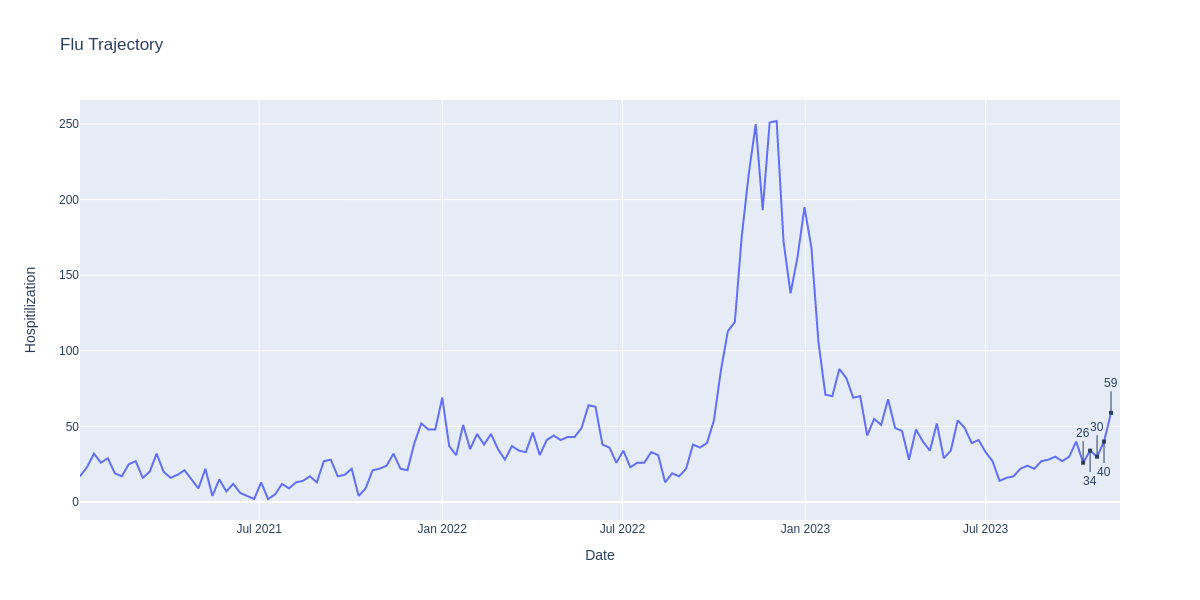 Flu Trajectory
Hospitilization
250
200
150
100
50
0
59
26
30
34
40
Jul 2021
Jan 2022
Jul 2022
Jan 2023
Jul 2023
Date